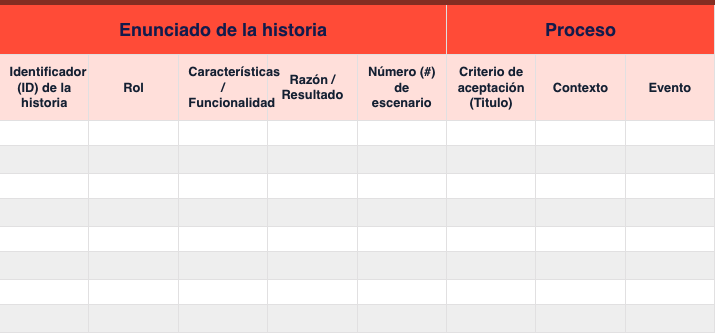 Enunciado de la historia
Proceso
Identificador
(ID) de la
historia
Rol
Características
/
Funcionalidad
Razón /
Resultado
Número (#)
de
escenario
Criterio de
aceptación
(Titulo)
Contexto
Evento